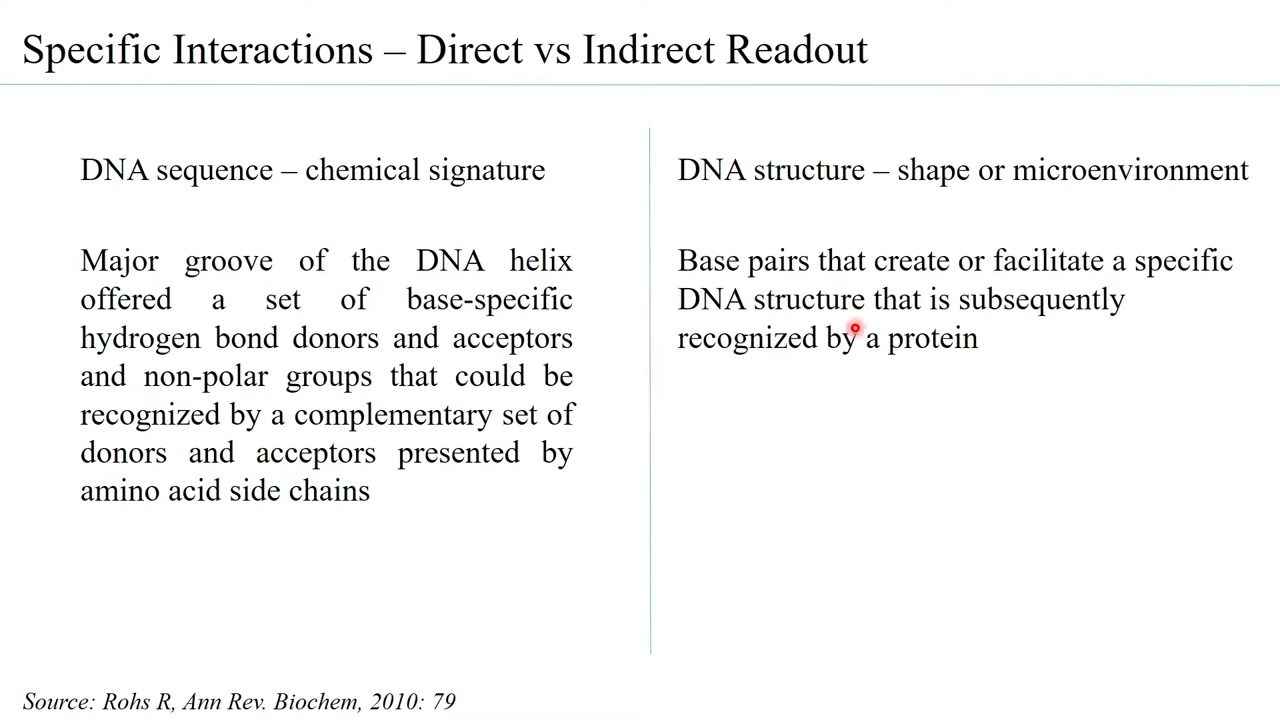 Specific Interactions – Direct vs Indirect Readout
DNA sequence – chemical signature
Major groove of the DNA helix
offered a set of base-specific
hydrogen bond donors and acceptors
and non-polar groups that could be
recognized by a complementary set of
donors and acceptors presented by
amino acid side chains
DNA structure – shape or microenvironment
Base pairs that create or facilitate a specific
DNA structure that is subsequently
recognized by a protein
Source: Rohs R, Ann Rev. Biochem, 2010: 79